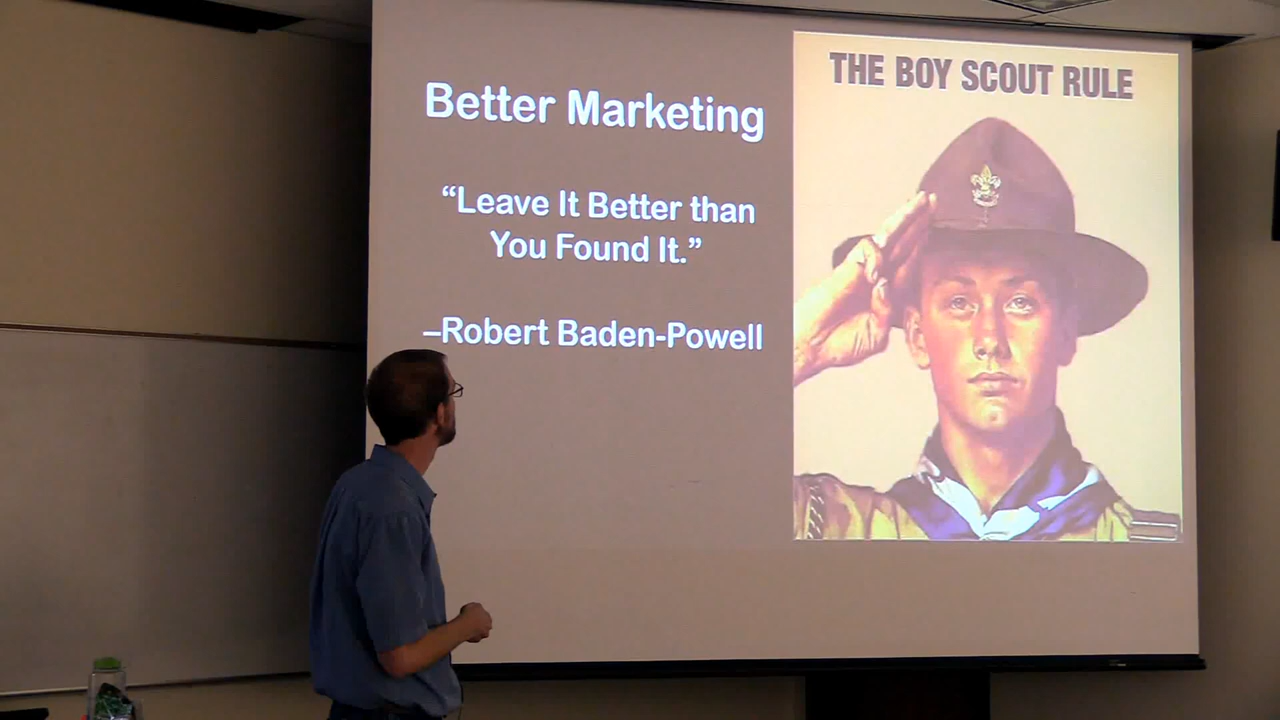 Better Marketing
“Leave It Better than
You Found It.”
–Robert Baden-Powell
THE BOY SCOUT RULE